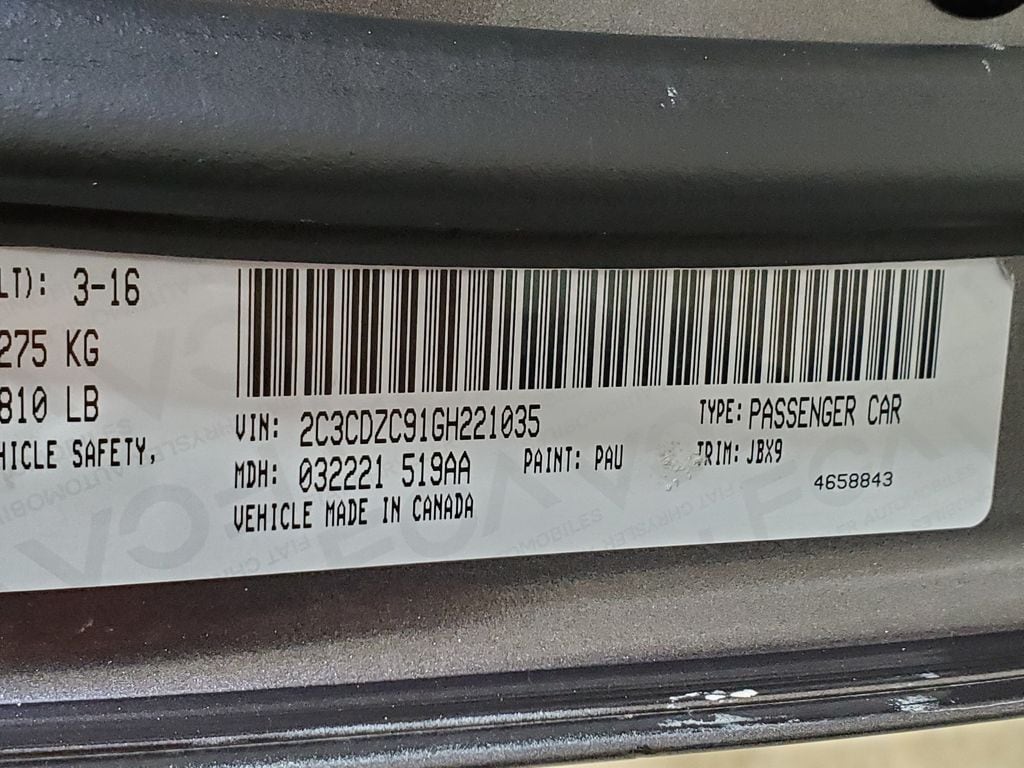 LT): 3-16
275 KG
810 LB
HICLE SAFETY,
VIN: 2C3CDZC91GH221035 TYPE: PASSENGER CAR
MDH: 032221 519AA PAINT: PAU TRIM: JBX9
4658843
VEHICLE MADE IN CANADA